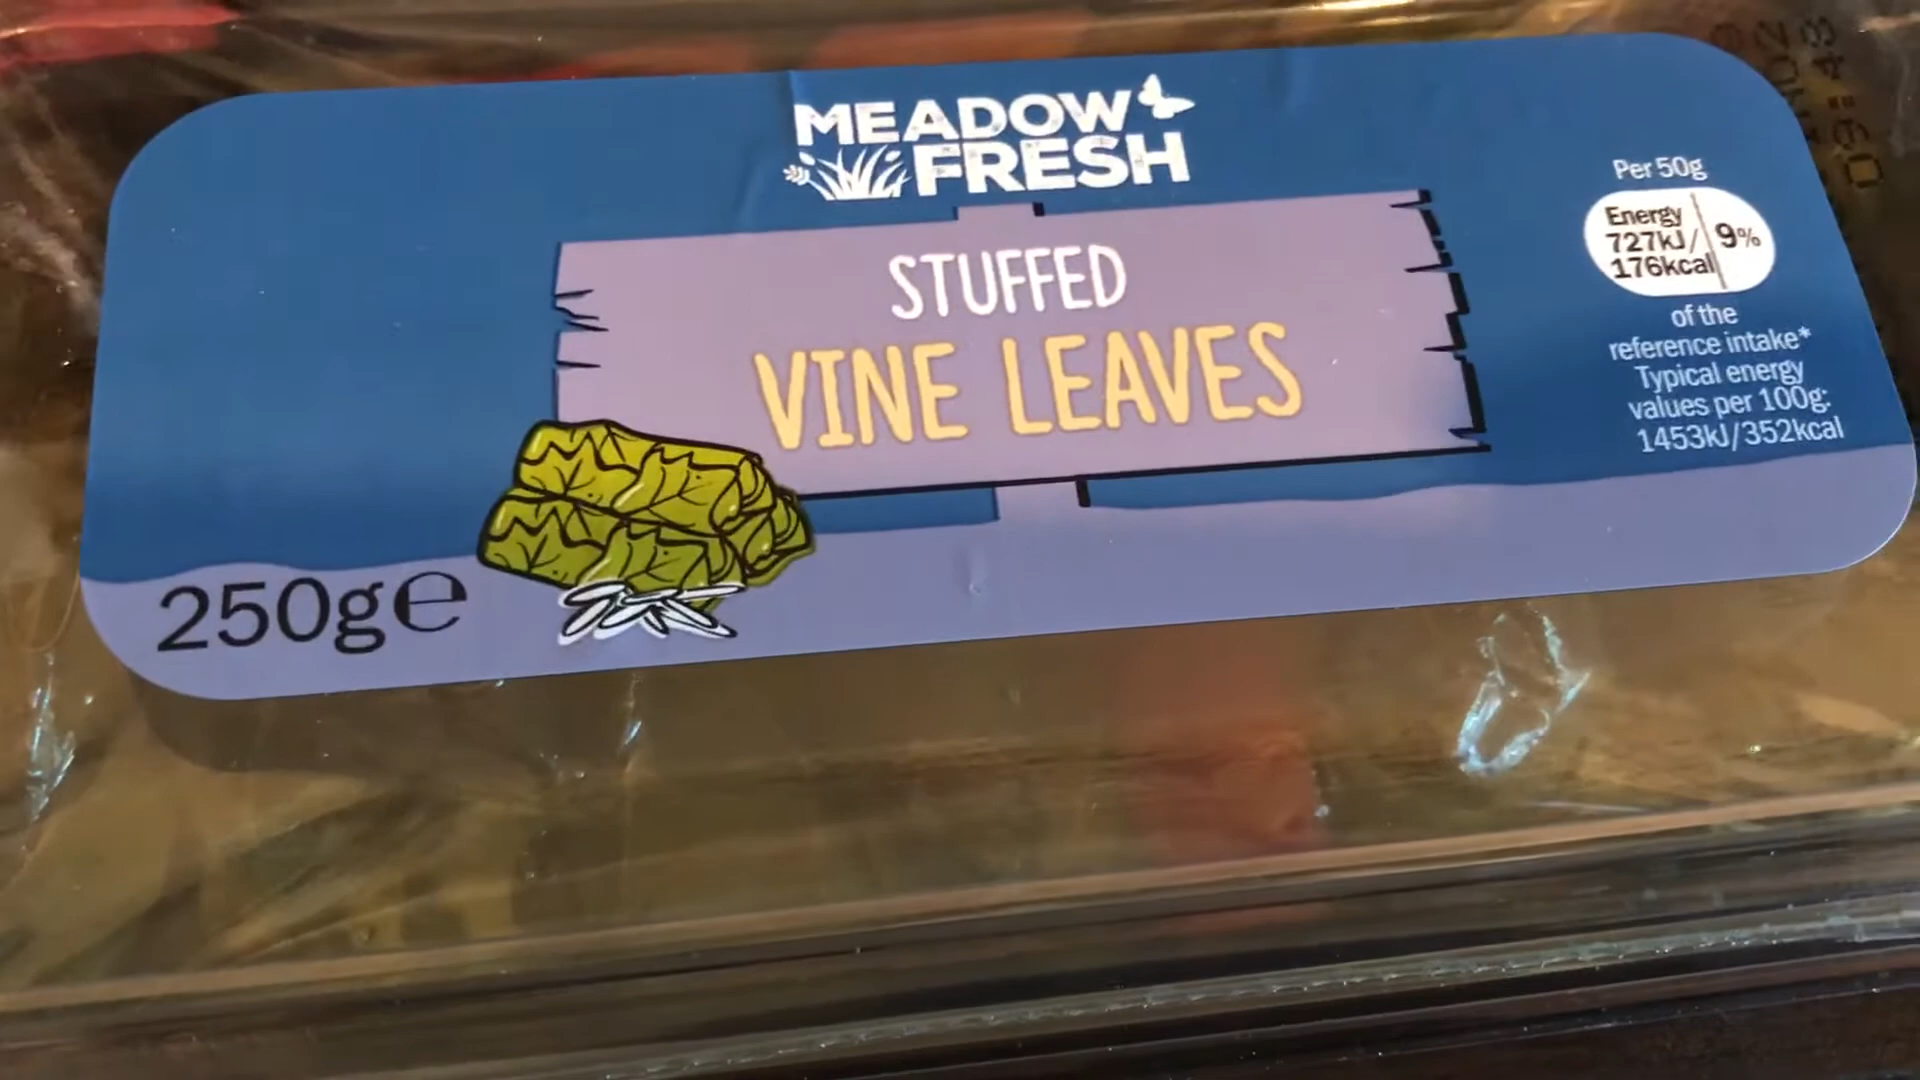 MEADOW
FRESH
STUFFED
VINE LEAVES
250g℮
Per 50g
Energy
727kJ/
176kcal
9%
of the
reference intake*
Typical energy
values per 100g:
1453kJ/352kcal